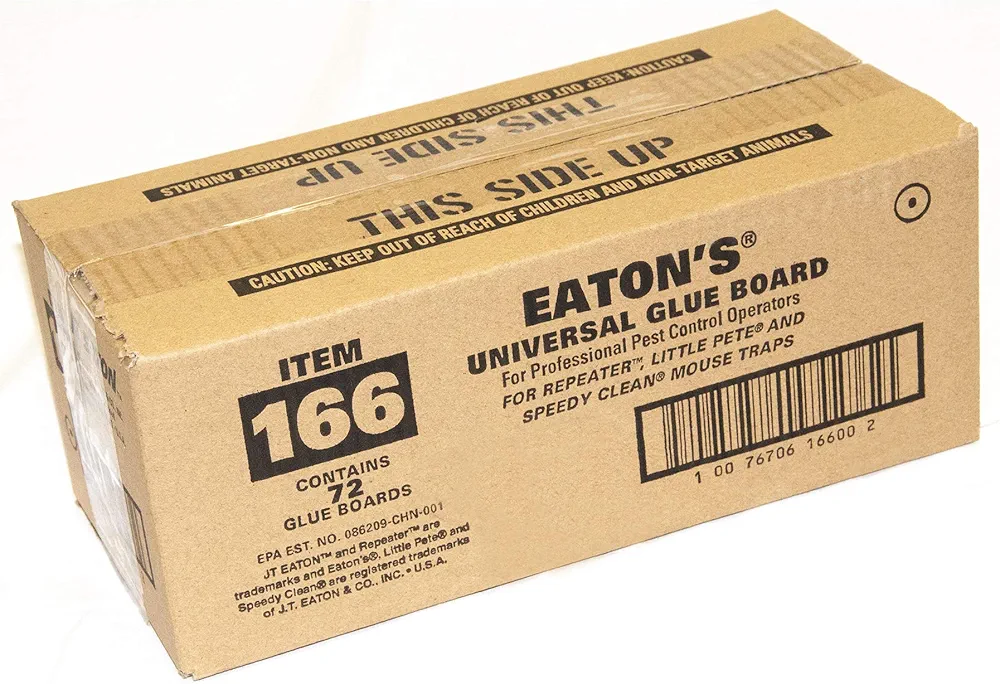 CAUTION: KEEP OUT OF REACH OF CHILDREN AND NON-TARGET ANIMALS
THIS SIDE UP
THIS SIDE UP
CAUTION: KEEP OUT OF REACH OF CHILDREN AND NON-TARGET ANIMALS
EATON'S®
UNIVERSAL GLUE BOARD
For Professional Pest Control Operators
FOR REPEATER™, LITTLE PETE® AND
SPEEDY CLEAN® MOUSE TRAPS
1 00 76706 16600 2
ITEM
166
CONTAINS
72
GLUE BOARDS
EPA EST. NO. 086209-CHN-001
JT EATON™ and Repeater™ are
trademarks and Eaton's®, Little Pete® and
Speedy Clean® are registered trademarks
of J.T. EATON & CO., INC. • U.S.A.